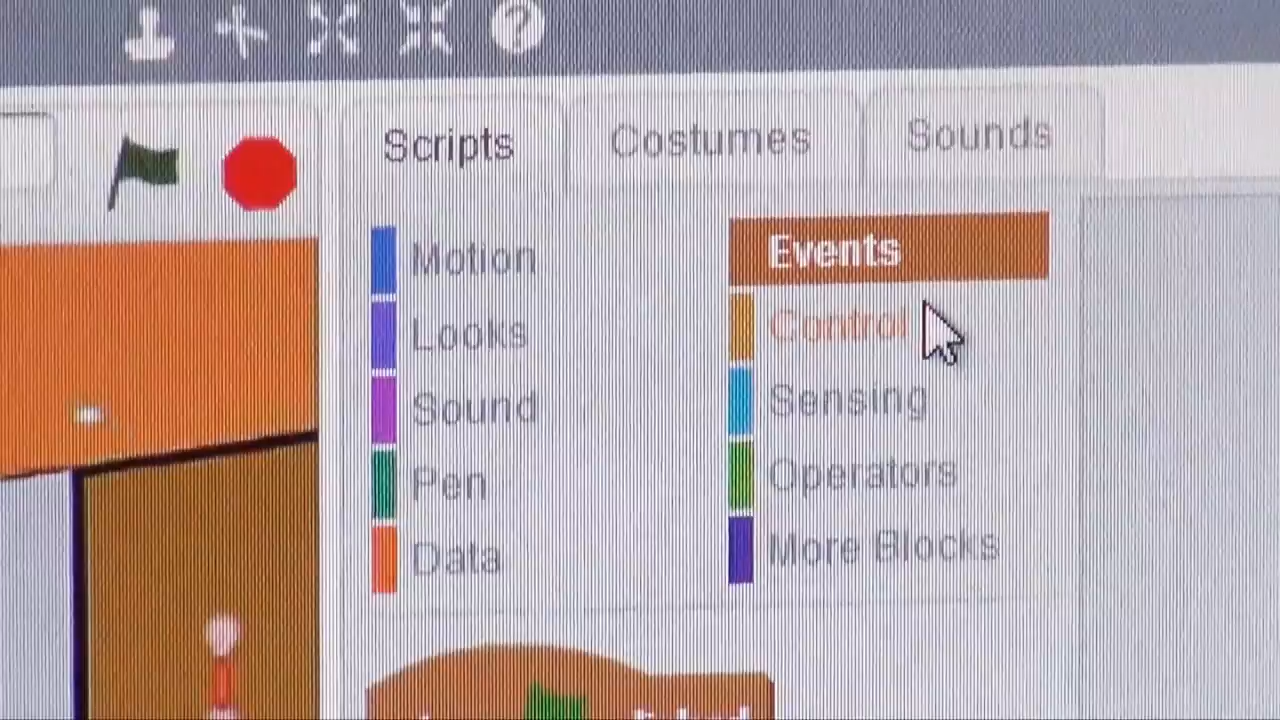 ?
Scripts Costumes Sounds
Motion Events
Looks Control
Sound Sensing
Pen Operators
Data More Blocks